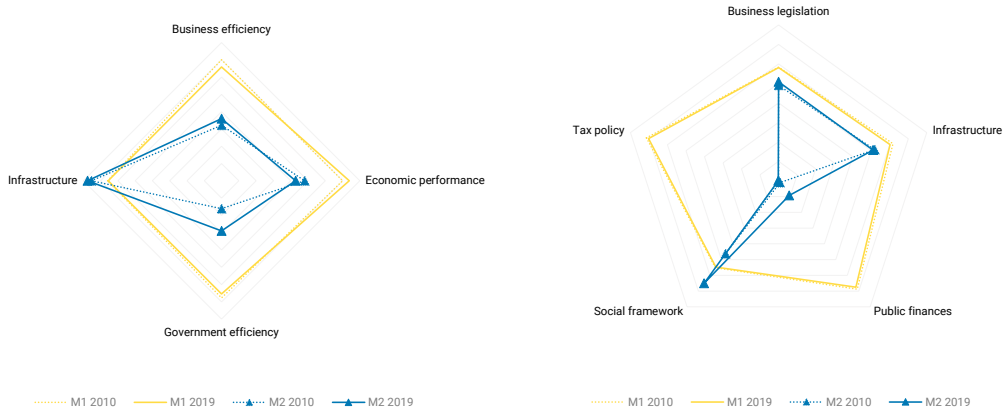 Business efficiency
Infrastructure
Economic performance
Government efficiency
M1 2010 M1 2019 M2 2010 M2 2019
Business legislation
Tax policy
Infrastructure
Social framework
Public finances
M1 2010 M1 2019 M2 2010 M2 2019